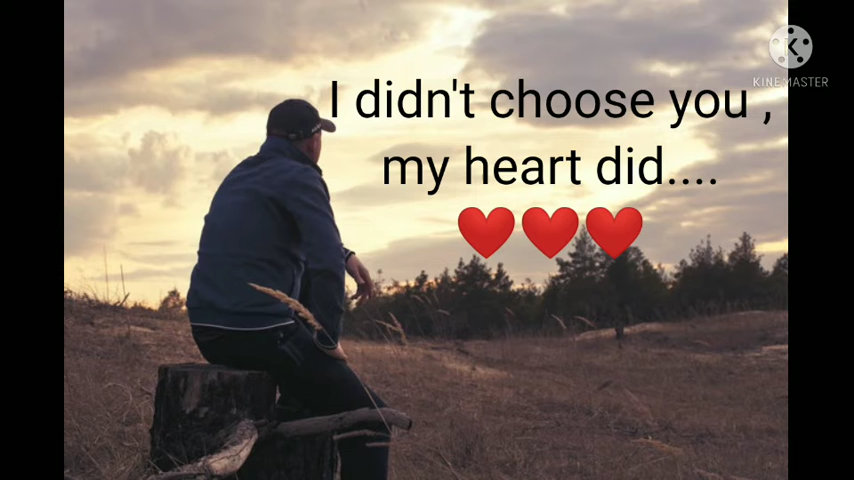 KINEMASTER
I didn't choose you ,
my heart did....
❤️❤️❤️